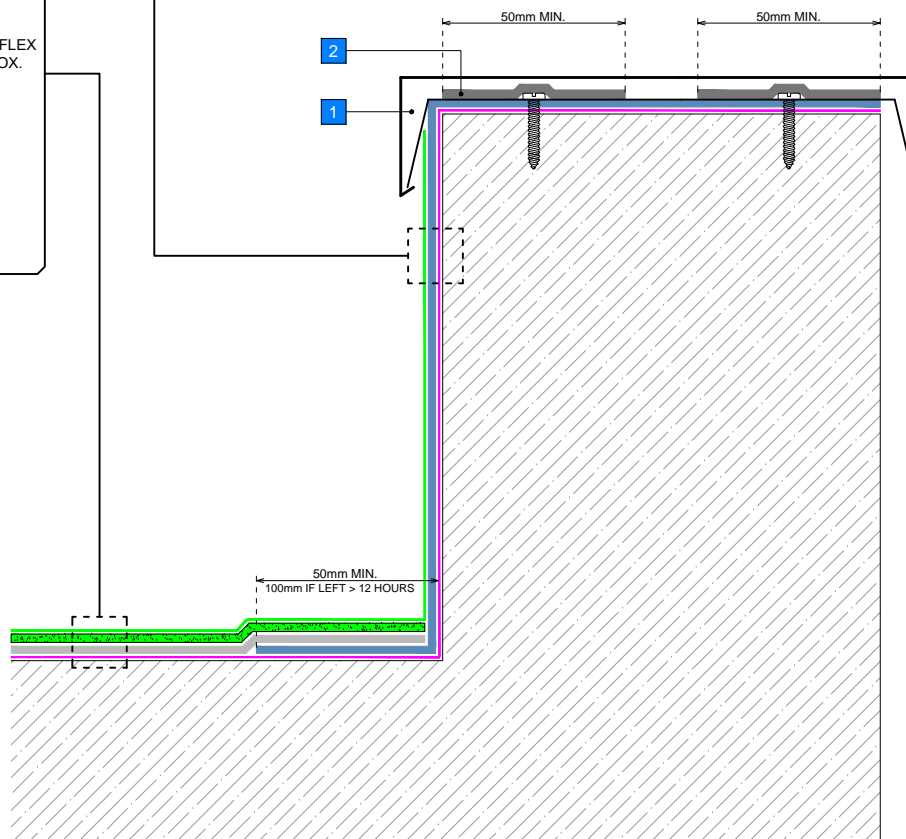 FLEX
OX.
50mm MIN.
50mm MIN.
2
1
50mm MIN.
100mm IF LEFT > 12 HOURS